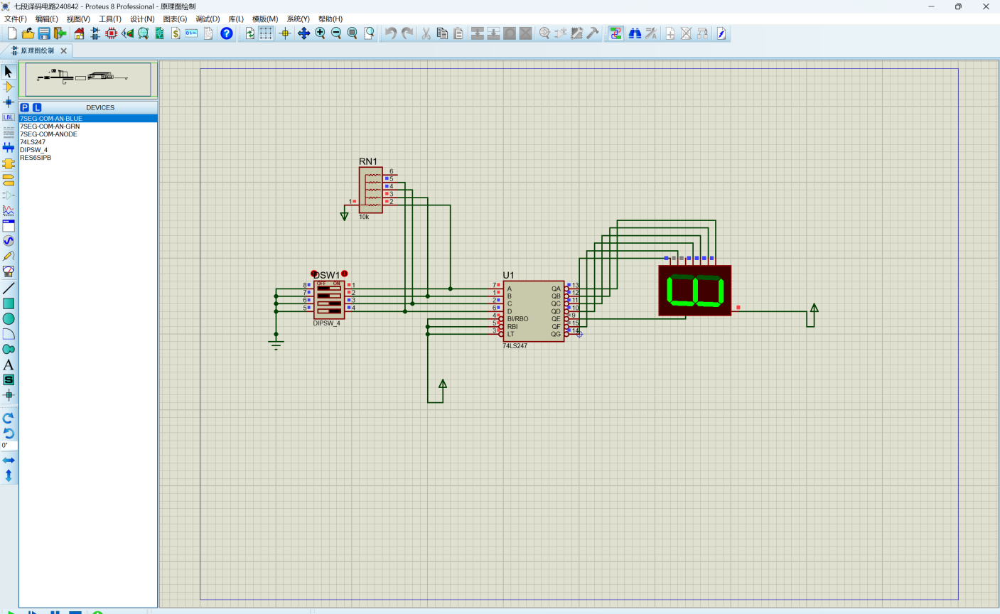 七段译码电路240842 - Proteus 8 Professional - 原理图绘制
文件(F) 编辑(E) 视图(V) 工具(T) 设计(N) 图表(G) 调试(D) 库(L) 模版(M) 系统(Y) 帮助(H)
原理图绘制
P L DEVICES
7SEG-COM-AN-BLUE
7SEG-COM-AN-GRN
7SEG-COM-ANODE
74LS247
DIPSW_4
RES6SIPB
LBL
A
S
0°
RN1
6
5
4
3
1 2
10k
DSW1
OFF ON
8 1
7 2
6 3
5 4
DIPSW_4
U1
7 A QA 13
1 B QB 12
2 C QC 11
6 D QD 10
4 BI/RBO QE 9
5 RBI QF 15
3 LT QG 14
74LS247